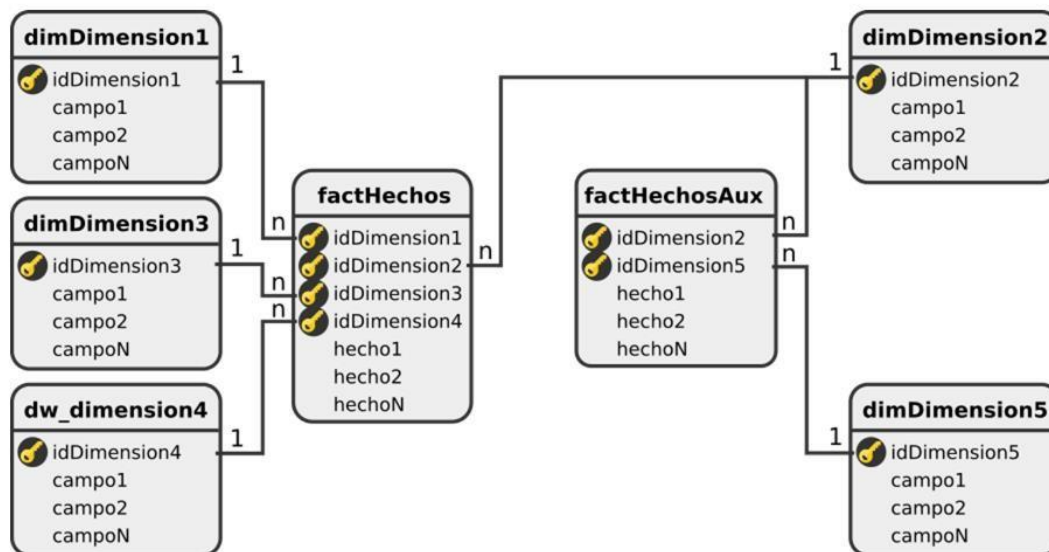 dimDimension1
idDimension1
campo1
campo2
campoN
1
dimDimension3
idDimension3
campo1
campo2
campoN
1
dw_dimension4
idDimension4
campo1
campo2
campoN
1
factHechos
n
idDimension1
idDimension2
n
n
idDimension3
n
idDimension4
hecho1
hecho2
hechoN
factHechosAux
idDimension2
n
idDimension5
n
hecho1
hecho2
hechoN
dimDimension2
1
idDimension2
campo1
campo2
campoN
dimDimension5
1
idDimension5
campo1
campo2
campoN